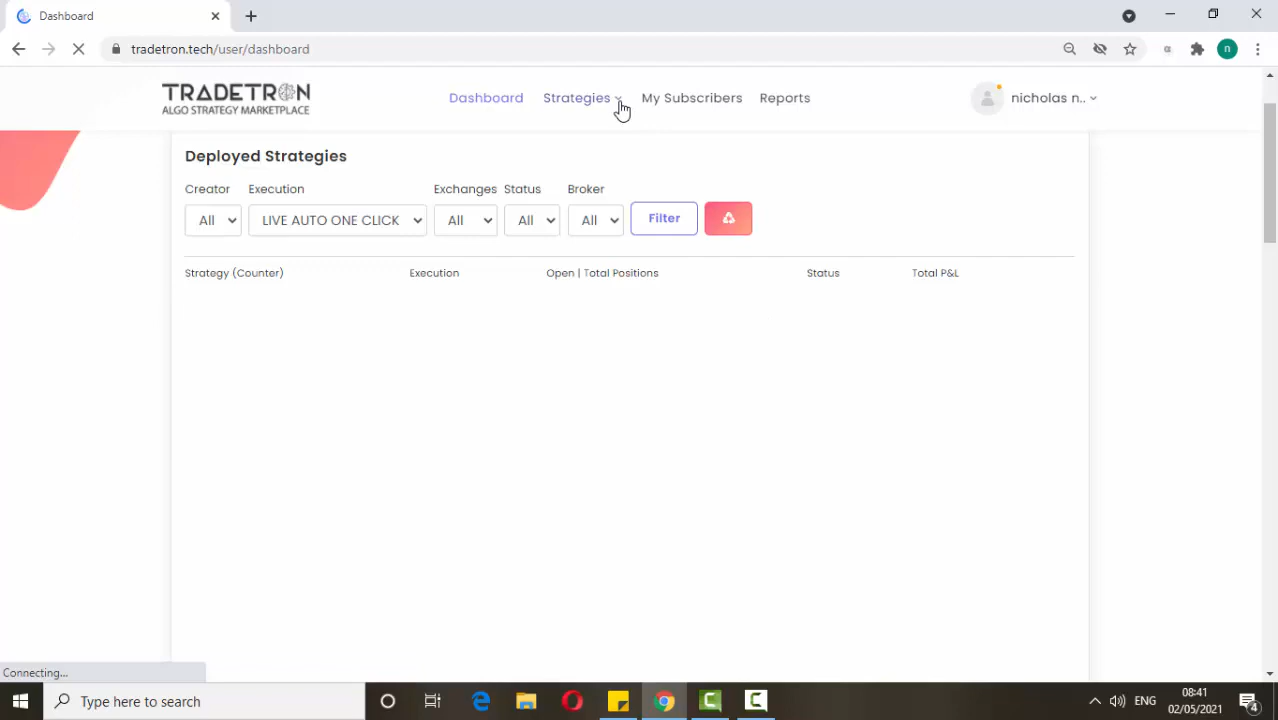 Dashboard
tradetron.tech/user/dashboard
n
TRADETRON
ALGO STRATEGY MARKETPLACE
Dashboard
Strategies
My Subscribers
Reports
nicholas n..
Deployed Strategies
Creator
Execution
Exchanges
Status
Broker
All
LIVE AUTO ONE CLICK
All
All
All
Filter
Strategy (Counter)
Execution
Open | Total Positions
Status
Total P&L
Connecting...
Type here to search
ENG
08:41
02/05/2021
4